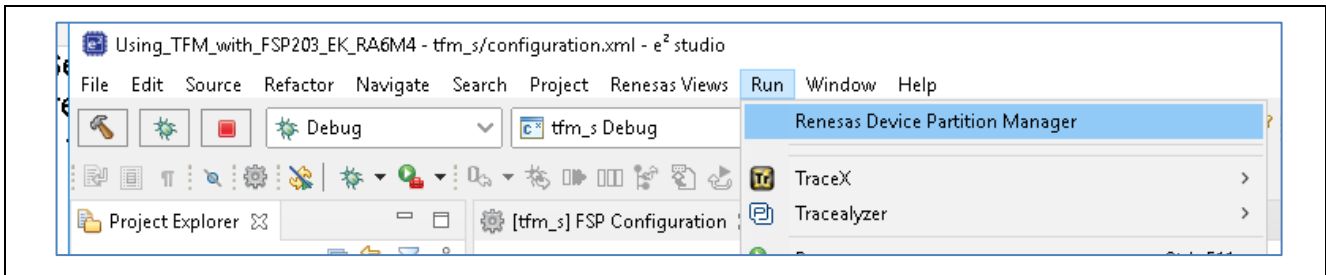 Using_TFM_with_FSP203_EK_RA6M4 - tfm_s/configuration.xml - e² studio
File Edit Source Refactor Navigate Search Project Renesas Views Run Window Help
Debug tfm_s Debug
Renesas Device Partition Manager
TraceX
Tracealyzer
Project Explorer [tfm_s] FSP Configuration